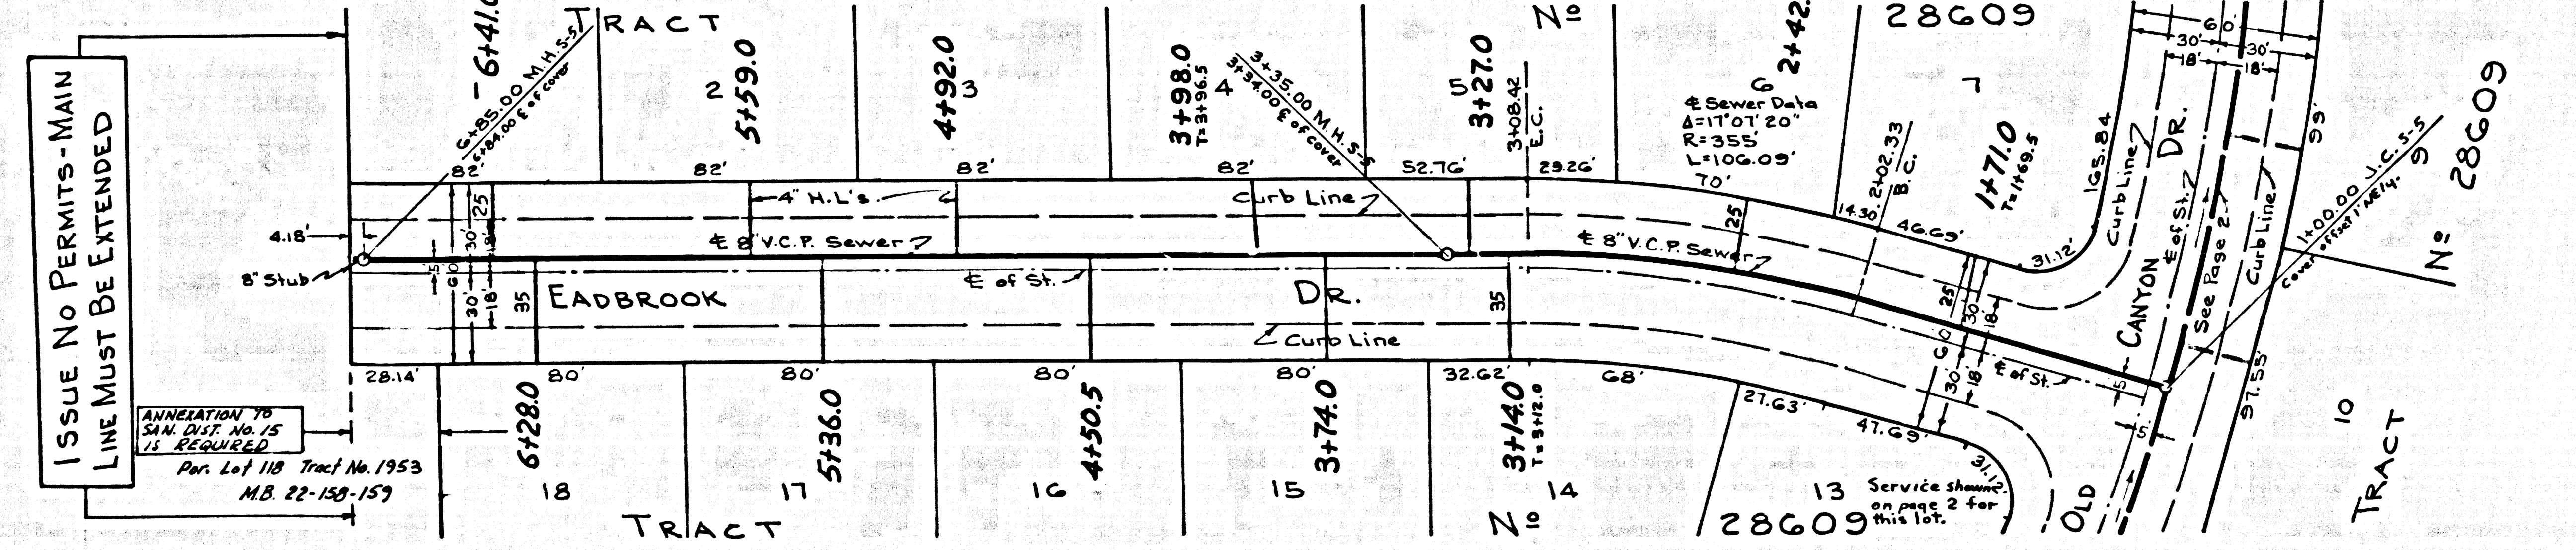 ISSUE NO PERMITS-MAIN
LINE MUST BE EXTENDED
ANNEXATION TO
SAN. DIST. NO. 15
IS REQUIRED
Por. Lot 118 Tract No. 1953
M.B. 22-158-159
4.18'
8" Stub
TRACT
Nº
28609
6+85.00 M.H. S-5
6+84.00 ₵ of cover
2
5+59.0
4+92.0
3
3+98.0
T=3+96.5
4
3+35.00 M.H. S-5
3+34.00 ₵ of cover
5
3+27.0
3+08.42
E.C.
6
₵ Sewer Data
Δ=17°07'20"
R=355'
L=106.09'
7
2+02.33
B.C.
1+71.0
T=1+69.5
165.84
82'
82'
82'
82'
52.76'
29.26'
70'
14.30'
46.69'
31.12'
4" H.L's.
Curb Line
₵ 8" V.C.P. Sewer
₵ 8" V.C.P. Sewer
25
30'
18'
5'
60
30'
18'
35
EADBROOK
DR.
₵ of St.
Curb Line
35
25
25
30'
18'
60
30'
18'
₵ of St.
5'
5'
28.14'
80'
80'
80'
80'
32.62'
68'
27.63'
47.69'
6+28.0
5+36.0
4+50.5
3+74.0
3+14.0
T=3+12.0
18
17
16
15
14
13
Service shown
on page 2 for
this lot.
TRACT
Nº
28609
60'
30'
30'
18'
18'
OLD
CANYON
DR.
Curb Line
₵ of St.
See Page 2
Curb Line
99'
97.55'
1+00.00 J.C. S-5
cover offset 1' NE'14.
9
10
TRACT
Nº
28609